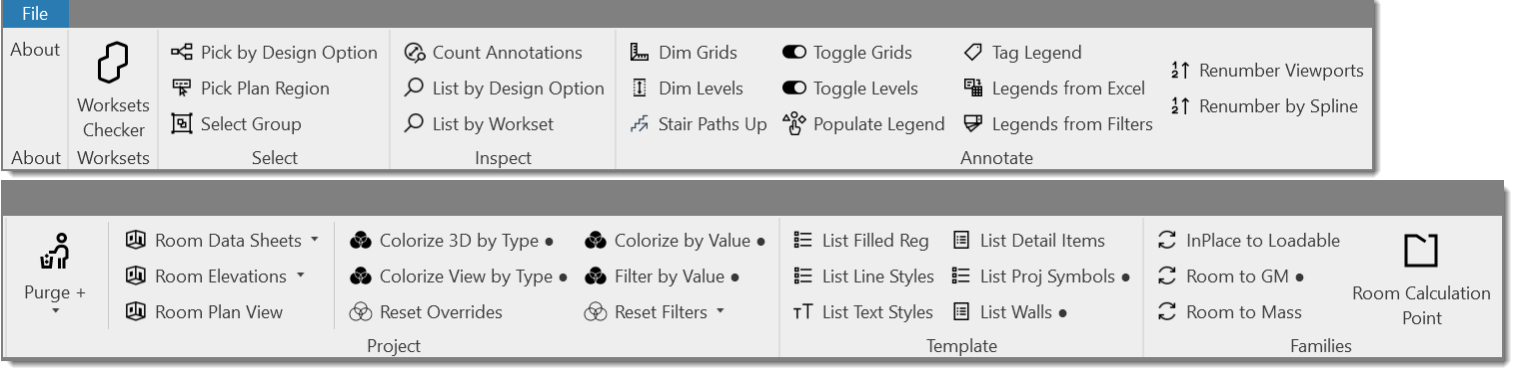 File
About
Worksets
Checker
Pick by Design Option
Pick Plan Region
Select Group
Count Annotations
List by Design Option
List by Workset
Dim Grids
Dim Levels
Stair Paths Up
Toggle Grids
Toggle Levels
Populate Legend
Tag Legend
Legends from Excel
Legends from Filters
Renumber Viewports
Renumber by Spline
About
Worksets
Select
Inspect
Annotate
Purge +
Room Data Sheets
Room Elevations
Room Plan View
Colorize 3D by Type
Colorize View by Type
Reset Overrides
Colorize by Value
Filter by Value
Reset Filters
List Filled Reg
List Line Styles
List Text Styles
List Detail Items
List Proj Symbols
List Walls
InPlace to Loadable
Room to GM
Room to Mass
Room Calculation
Point
Project
Template
Families